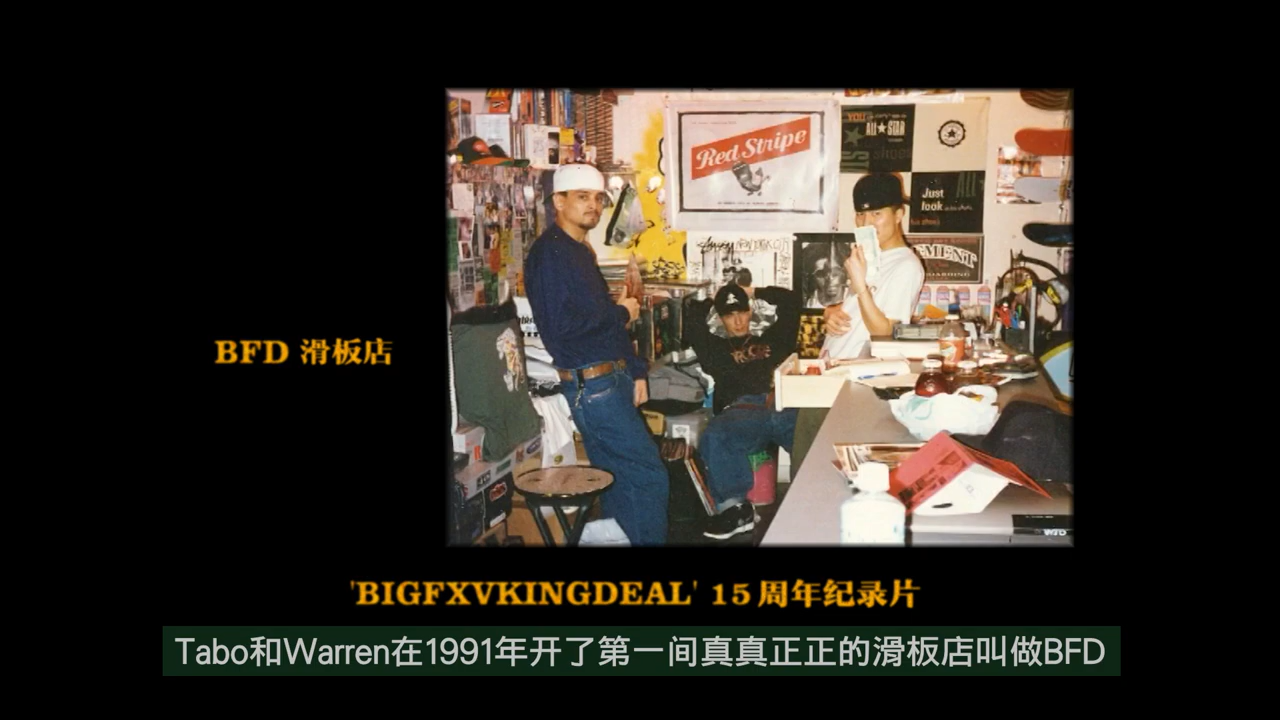 YOU
ALL★STAR
Red Stripe
Just
look
BFD 滑板店
'BIGFXVKINGDEAL' 15周年纪录片
Tabo和Warren在1991年开了第一间真真正正的滑板店叫做BFD